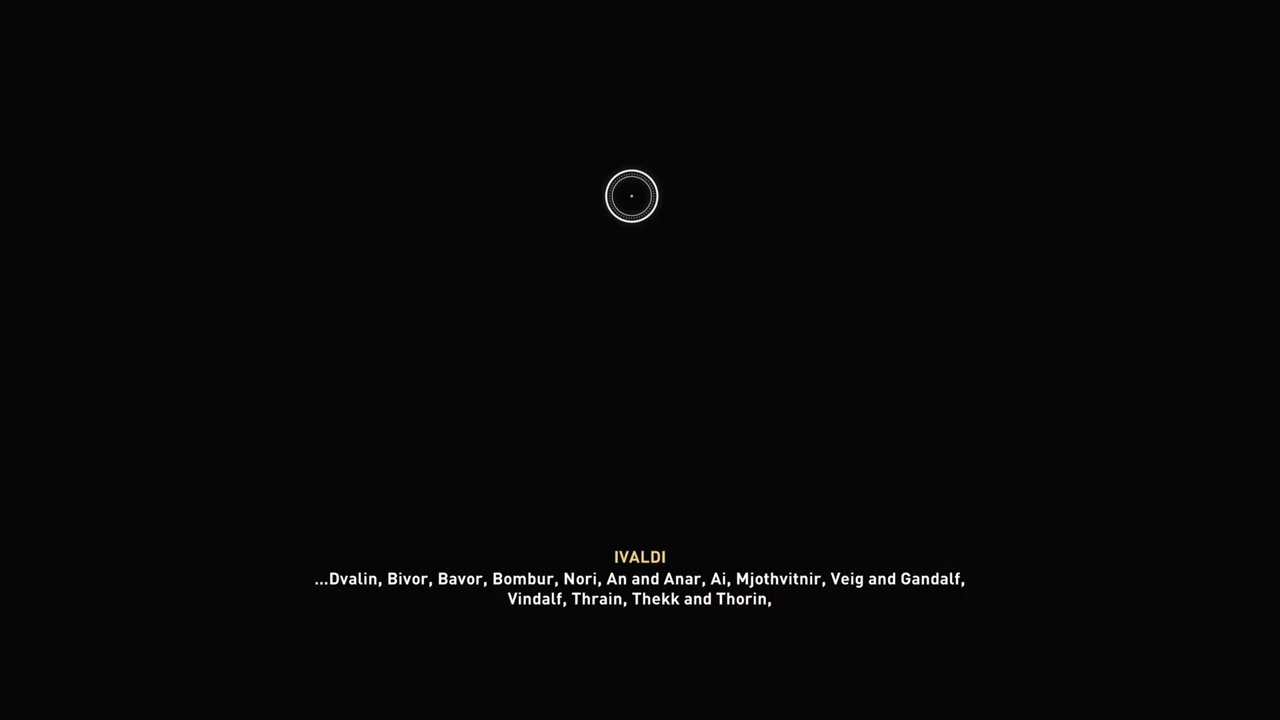 IVALDI
...Dvalin, Bivor, Bavor, Bombur, Nori, An and Anar, Ai, Mjothvitnir, Veig and Gandalf,
Vindalf, Thrain, Thekk and Thorin,